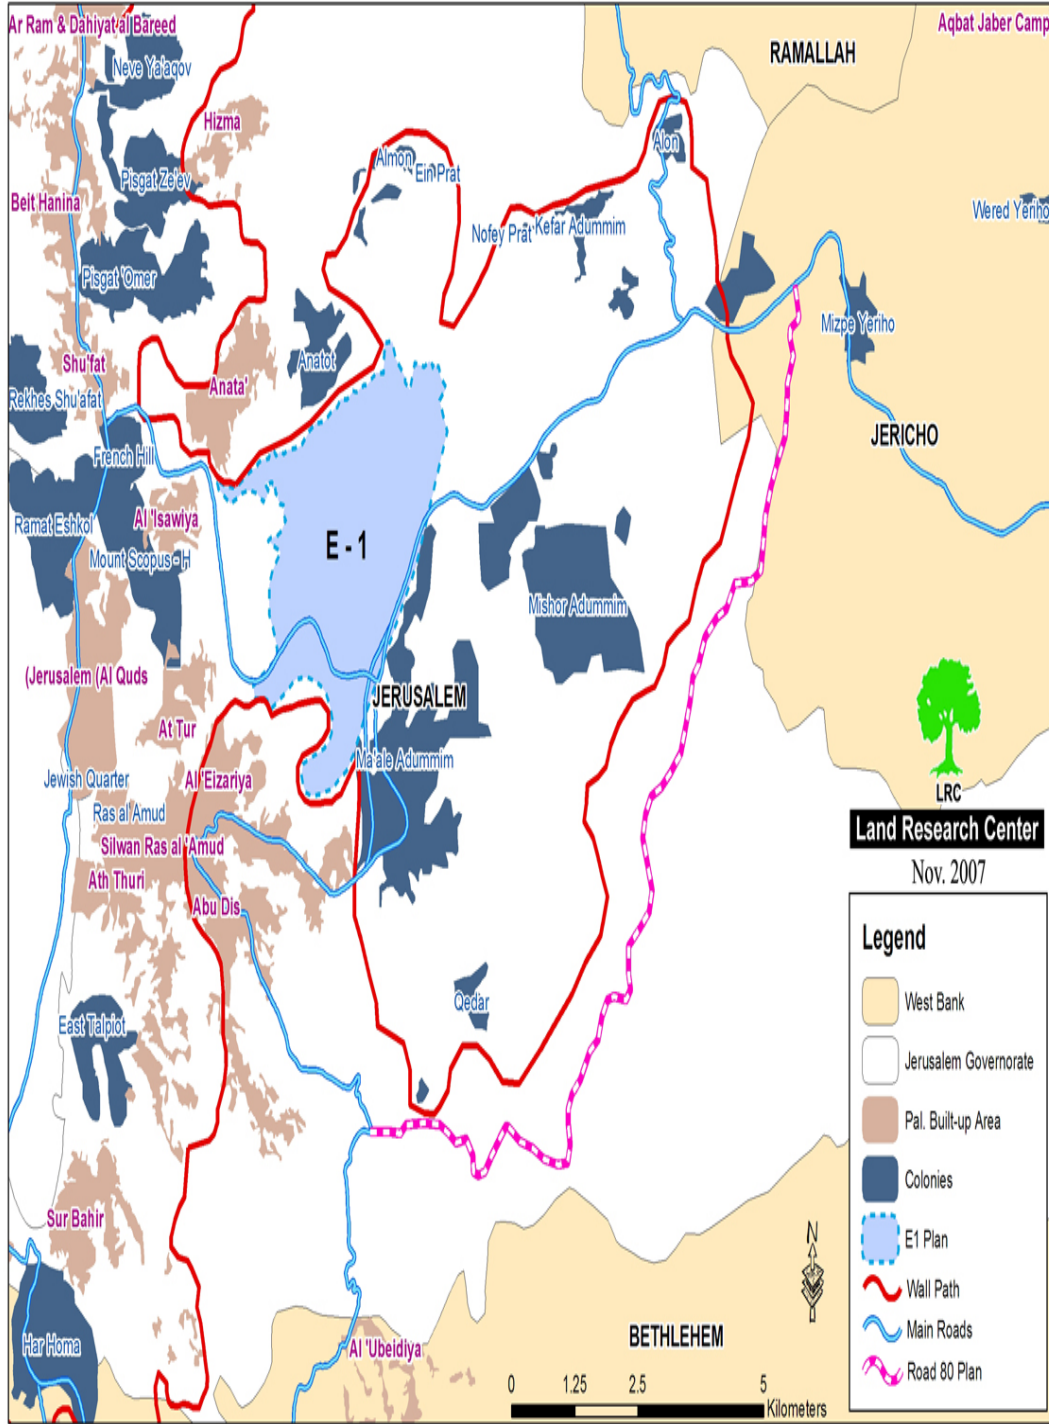 Ar Ram & Dahiyat al Bareed
Aqbat Jaber Camp
RAMALLAH
Neve Ya'aqov
Hizma
Alon
Almon
Ein Prat
Pisgat Ze'ev
Beit Hanina
Wered Yeriho
Nofey Prat
Kefar Adummim
Pisgat 'Omer
Mizpe Yeriho
Shu'fat
Anatot
Anata'
Rekhes Shu'afat
JERICHO
French Hill
Ramat Eshkol
Al 'Isawiya
E - 1
Mount Scopus - H
Mishor Adummim
(Jerusalem (Al Quds
JERUSALEM
At Tur
Ma'ale Adummim
Jewish Quarter
Al 'Eizariya
LRC
Ras al Amud
Land Research Center
Silwan Ras al 'Amud
Nov. 2007
Ath Thuri
Abu Dis
Legend
West Bank
Jerusalem Governorate
Pal. Built-up Area
Colonies
E1 Plan
Wall Path
Main Roads
Road 80 Plan
Qedar
East Talpiot
Sur Bahir
N
Har Homa
Al 'Ubeidiya
BETHLEHEM
0 1.25 2.5 5
Kilometers